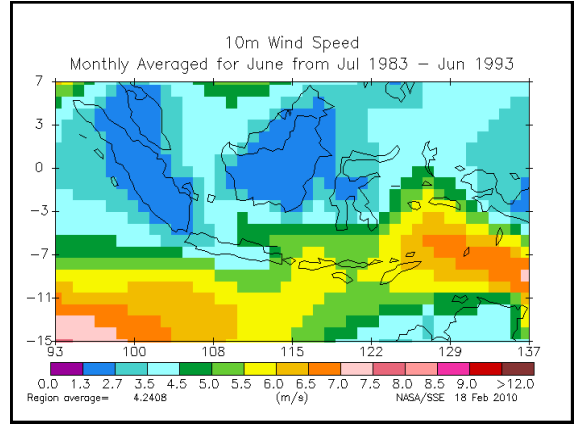 10m Wind Speed
Monthly Averaged for June from Jul 1983 - Jun 1993
7
3
0
-3
-7
-11
-15
93 100 108 115 122 129 137
0.0 1.3 2.7 3.5 4.5 5.0 5.5 6.0 6.5 7.0 7.5 8.0 8.5 9.0 >12.0
Region average= 4.2408 (m/s) NASA/SSE 18 Feb 2010